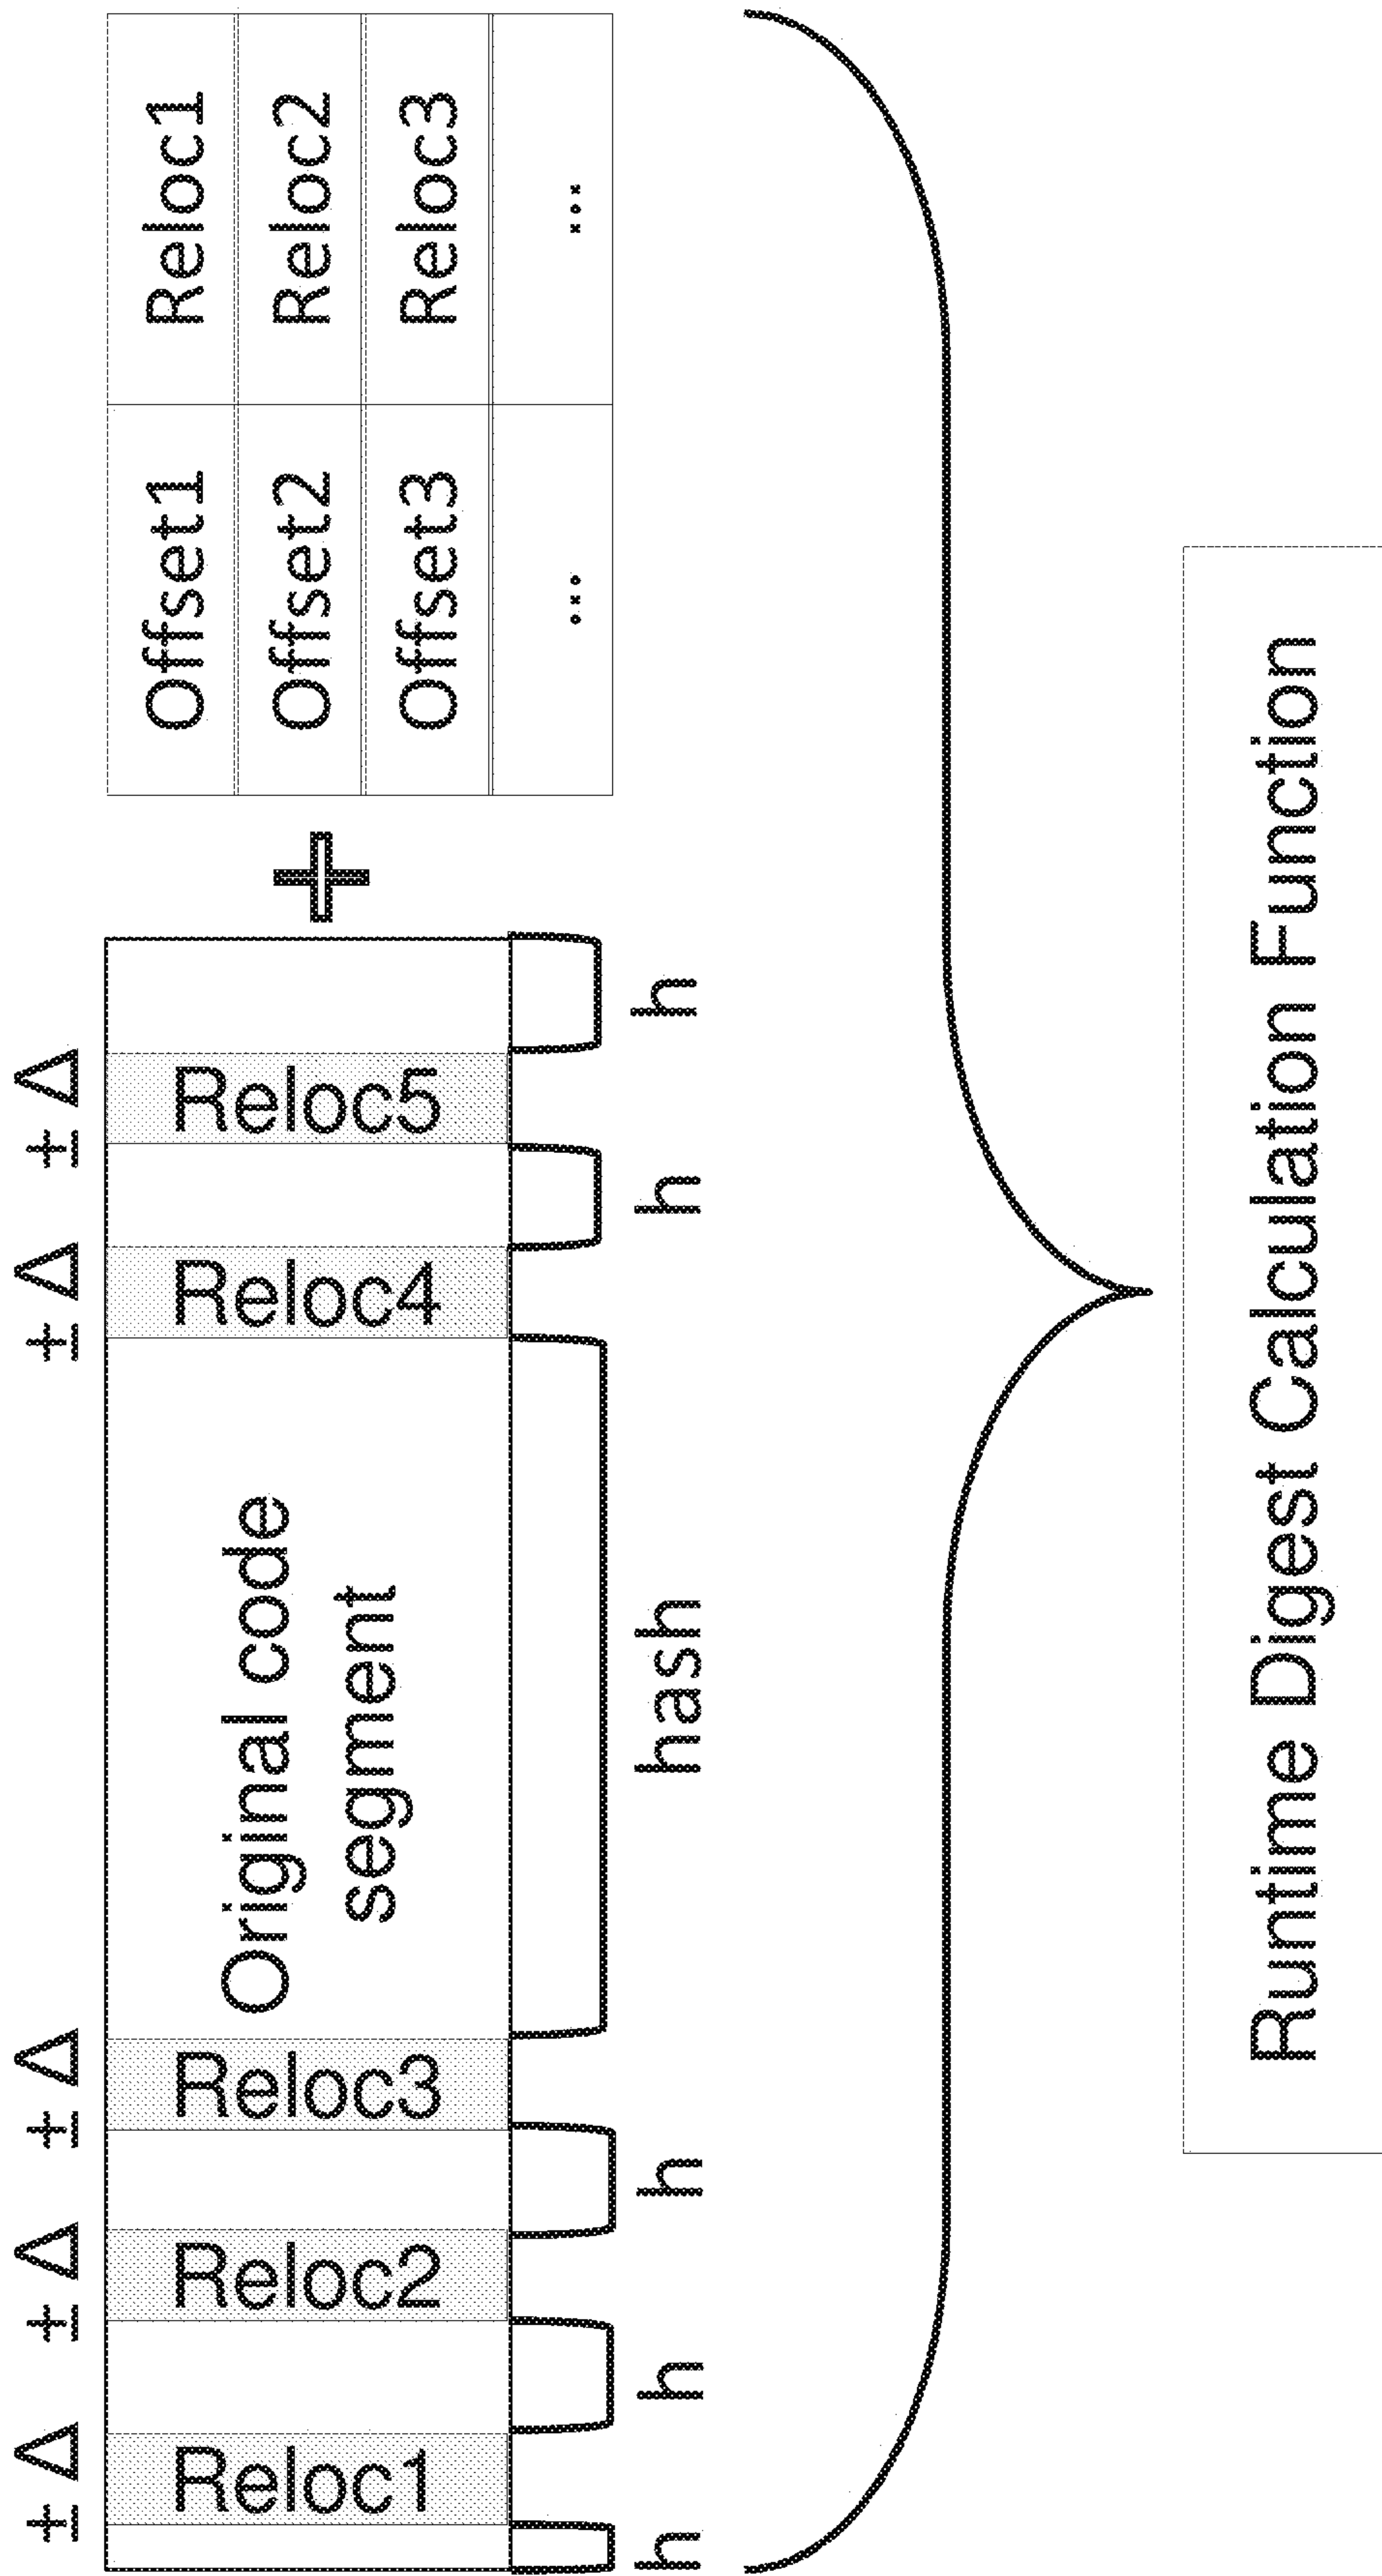 ± Δ ± Δ ± Δ ± Δ ± Δ
Reloc1 Reloc2 Reloc3 Original code
segment
Reloc4 Reloc5
+
Offset1 Reloc1
Offset2 Reloc2
Offset3 Reloc3
... ...
h h h hash h h
Runtime Digest Calculation Function